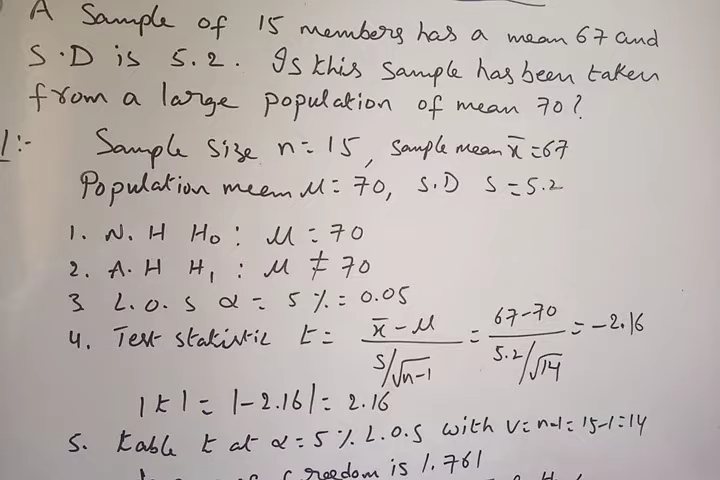 A Sample of 15 members has a mean 67 and
S.D is 5.2. Is this Sample has been taken
from a large population of mean 70?
1:- Sample Size n = 15, Sample mean x̄ = 67
Population meem μ = 70, S.D S = 5.2
1. N.H H₀ : μ = 70
2. A.H H₁ : μ ≠ 70
3 L.O.S α = 5% = 0.05
4. Test statistic t = (x̄ - μ) / (S/√n-1) = (67-70) / (5.2/√14) = -2.16
|t| = |-2.16| = 2.16
5. table t at α = 5% L.O.S with V = n-1 = 15-1 = 14
freedom is 1.761